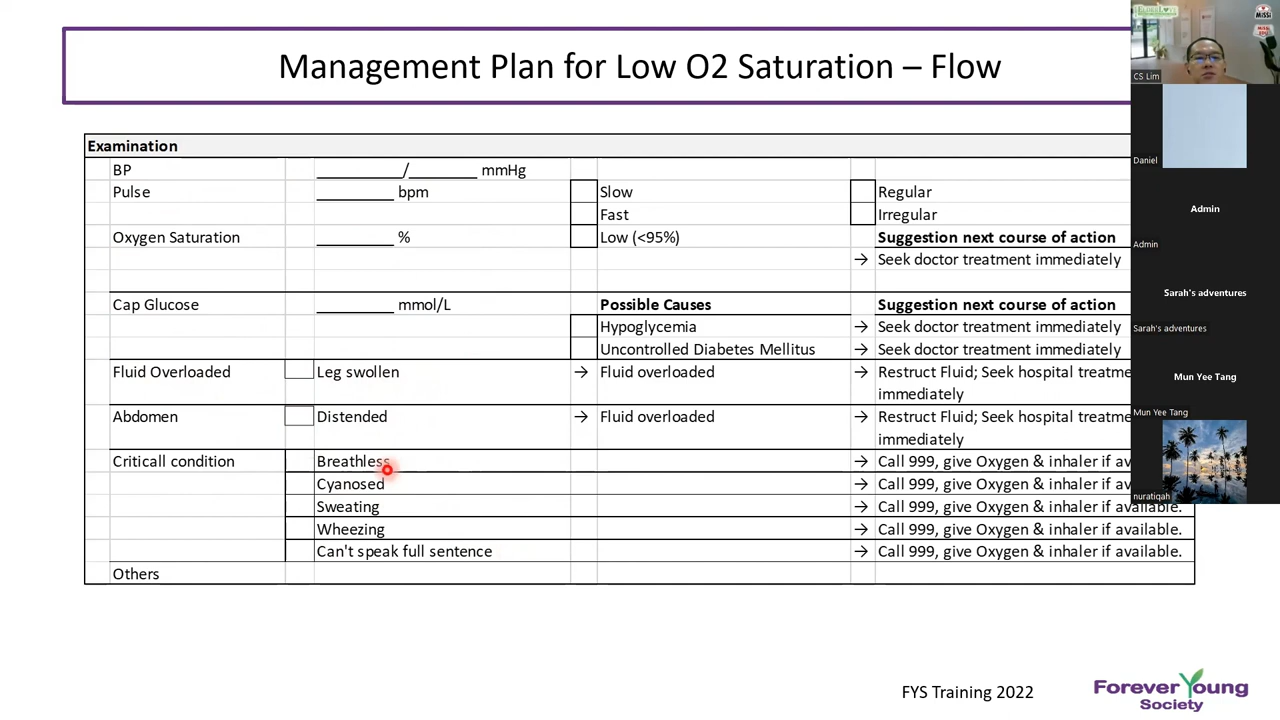 Management Plan for Low O2 Saturation – Flow
Examination
BP _________/________ mmHg
Pulse ________ bpm Slow Regular
Fast Irregular
Oxygen Saturation ________ % Low (<95%) Suggestion next course of action
→ Seek doctor treatment immediately
Cap Glucose ________ mmol/L Possible Causes Suggestion next course of action
Hypoglycemia → Seek doctor treatment immediately
Uncontrolled Diabetes Mellitus → Seek doctor treatment immediately
Fluid Overloaded Leg swollen → Fluid overloaded → Restruct Fluid; Seek hospital treatme
immediately
Abdomen Distended → Fluid overloaded → Restruct Fluid; Seek hospital treatme
immediately
Criticall condition Breathless → Call 999, give Oxygen & inhaler if av
Cyanosed → Call 999, give Oxygen & inhaler if av
Sweating → Call 999, give Oxygen & inhaler if available.
Wheezing → Call 999, give Oxygen & inhaler if available.
Can't speak full sentence → Call 999, give Oxygen & inhaler if available.
Others
FYS Training 2022
ForeverYoung
Society
MiSSi
CS Lim
Daniel
Admin
Admin
Sarah's adventures
Sarah's adventures
Mun Yee Tang
Mun Yee Tang
nuratiqah